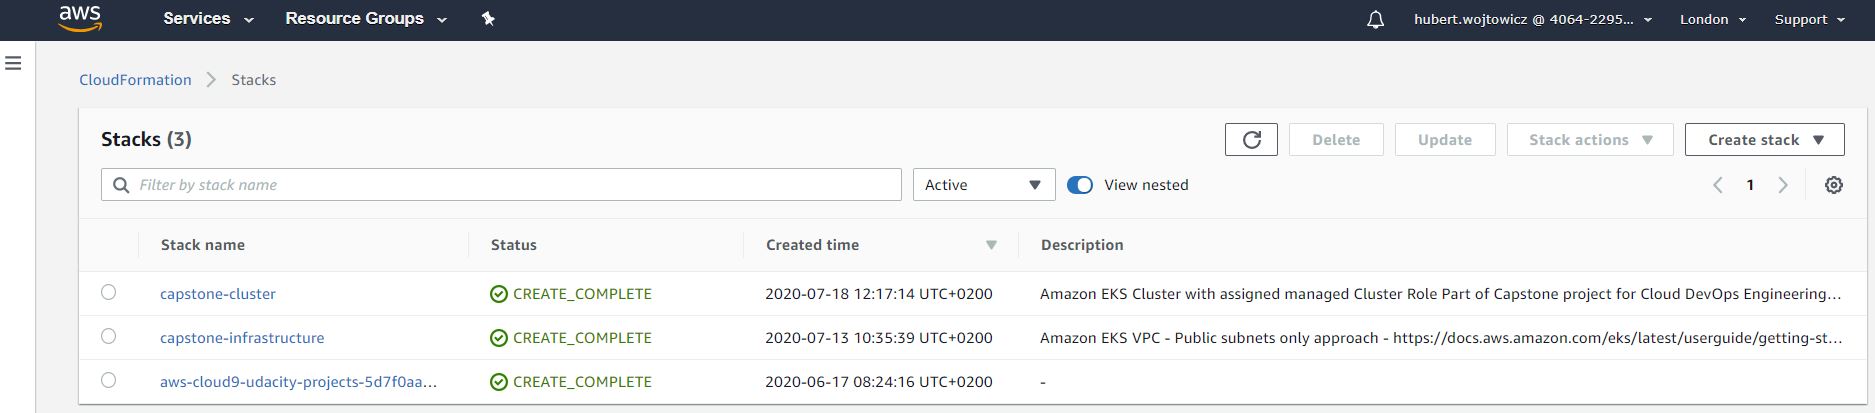 aws Services Resource Groups hubert.wojtowicz @ 4064-2295... London Support
CloudFormation Stacks
Stacks (3) Delete Update Stack actions Create stack
Filter by stack name Active View nested 1
Stack name Status Created time Description
capstone-cluster CREATE_COMPLETE 2020-07-18 12:17:14 UTC+0200 Amazon EKS Cluster with assigned managed Cluster Role Part of Capstone project for Cloud DevOps Engineering...
capstone-infrastructure CREATE_COMPLETE 2020-07-13 10:35:39 UTC+0200 Amazon EKS VPC - Public subnets only approach - https://docs.aws.amazon.com/eks/latest/userguide/getting-st...
aws-cloud9-udacity-projects-5d7f0aa... CREATE_COMPLETE 2020-06-17 08:24:16 UTC+0200 -